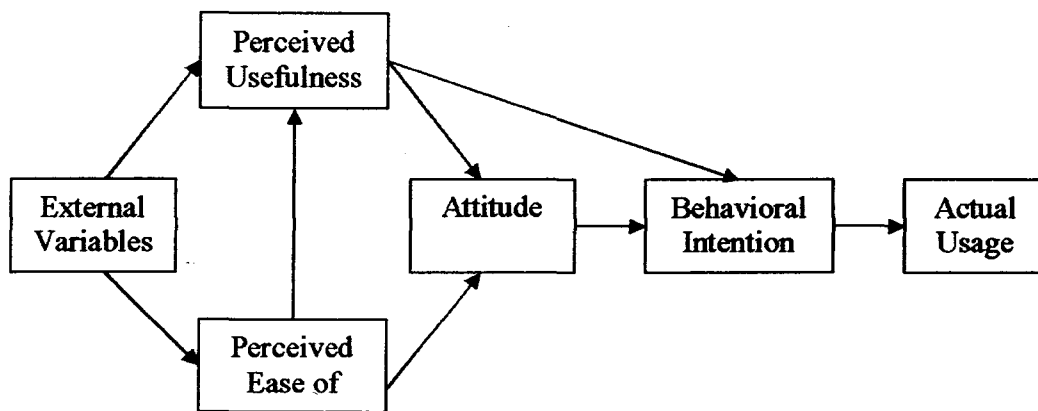 Perceived
Usefulness
External
Variables
Attitude
Behavioral
Intention
Actual
Usage
Perceived
Ease of